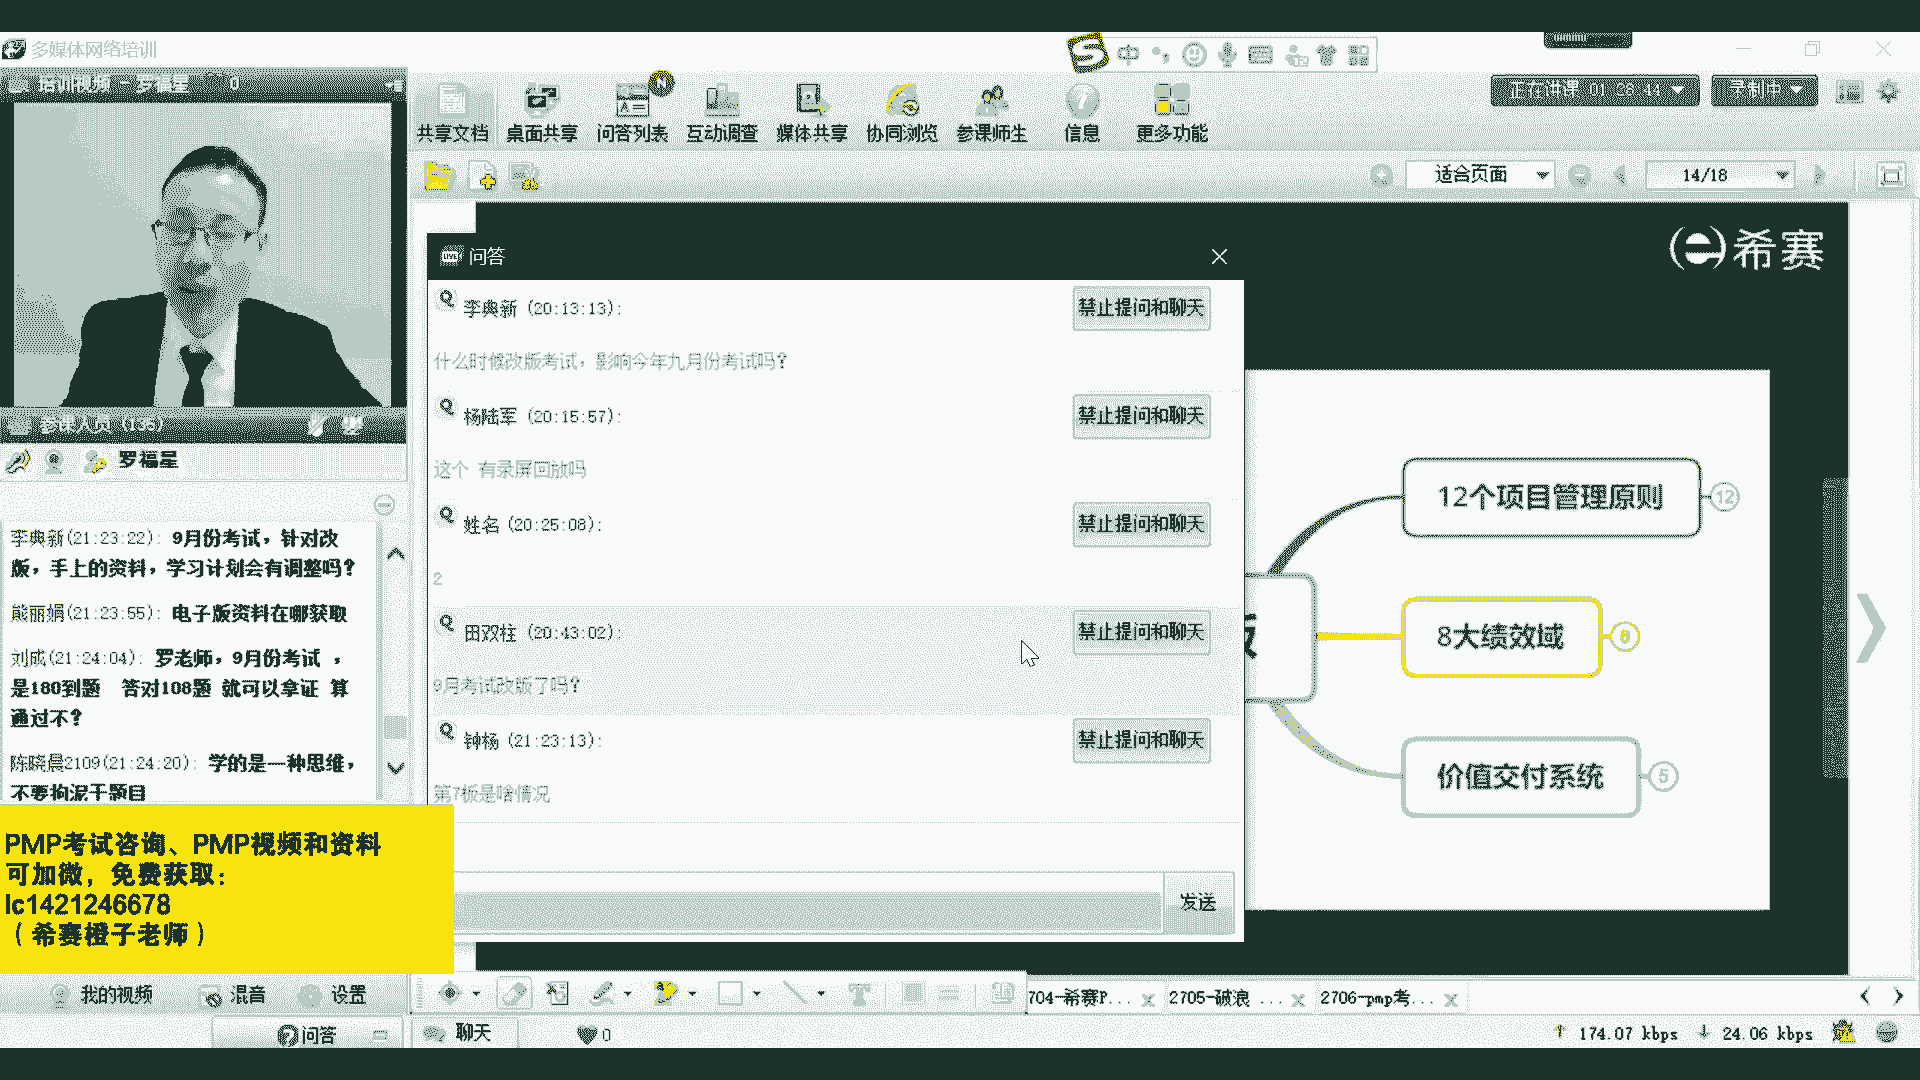 多媒体网络培训
培训视频 - 罗福星
0
中
正在讲课 01:28:44
录制中
共享文档
桌面共享
问答列表
互动调查
媒体共享
协同浏览
参课师生
信息
更多功能
适合页面
14/18
希赛
问答
李典新 (20:13:13):
禁止提问和聊天
什么时候改版考试，影响今年九月份考试吗？
杨陆军 (20:15:57):
禁止提问和聊天
这个 有录屏回放吗
姓名 (20:25:08):
禁止提问和聊天
2
田双柱 (20:43:02):
禁止提问和聊天
9月考试改版了吗？
钟杨 (21:23:13):
禁止提问和聊天
第7板是啥情况
发送
12个项目管理原则
12
版
8大绩效域
8
价值交付系统
5
参课人员 (135)
罗福星
李典新(21:23:22): 9月份考试，针对改
版，手上的资料，学习计划会有调整吗？
熊丽娟(21:23:55): 电子版资料在哪获取
刘成(21:24:04): 罗老师，9月份考试 ，
是180到题 答对108题 就可以拿证 算
通过不？
陈晓晨2109(21:24:20): 学的是一种思维，
不要拘泥于题目
PMP考试咨询、PMP视频和资料
可加微，免费获取：
lc1421246678
（希赛橙子老师）
我的视频
混音
设置
704-希赛P...
2705-破浪 ...
2706-pmp考...
问答
聊天
0
174.07 kbps
24.06 kbps